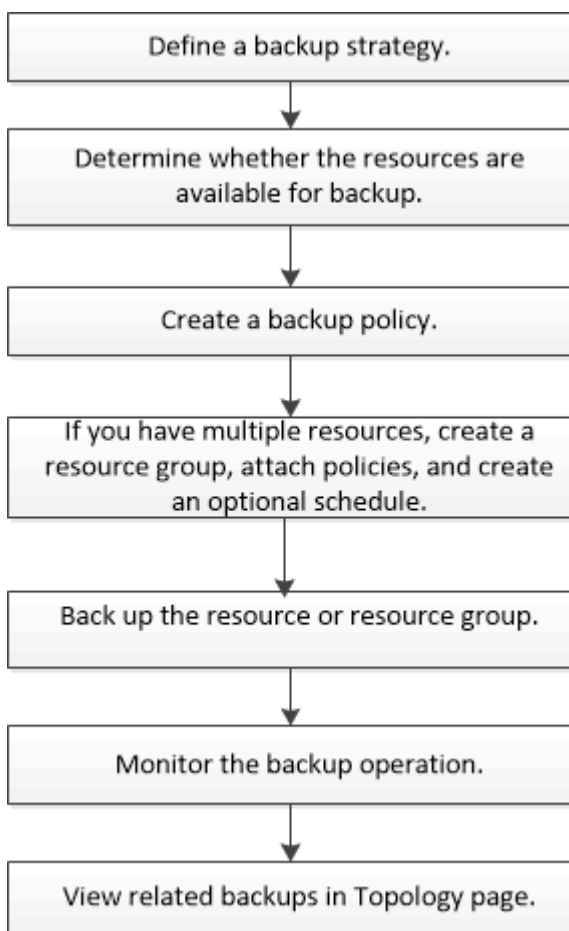 Define a backup strategy.
Determine whether the resources are
available for backup.
Create a backup policy.
If you have multiple resources, create a
resource group, attach policies, and create
an optional schedule.
Back up the resource or resource group.
Monitor the backup operation.
View related backups in Topology page.